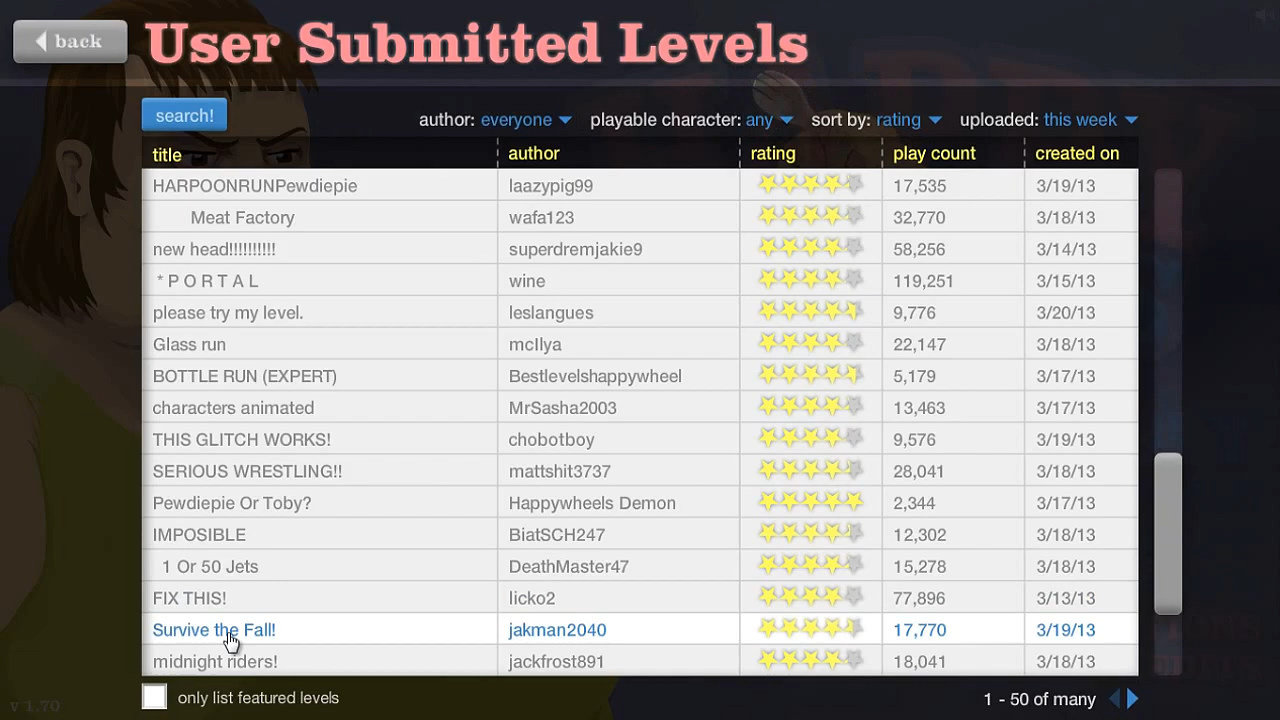 back
User Submitted Levels
search!
author: everyone playable character: any sort by: rating uploaded: this week
title author rating play count created on
HARPOONRUNPewdiepie laazypig99 17,535 3/19/13
Meat Factory wafa123 32,770 3/18/13
new head!!!!!!!!!! superdremjakie9 58,256 3/14/13
* P O R T A L wine 119,251 3/15/13
please try my level. leslangues 9,776 3/20/13
Glass run mcIlya 22,147 3/18/13
BOTTLE RUN (EXPERT) Bestlevelshappywheel 5,179 3/17/13
characters animated MrSasha2003 13,463 3/17/13
THIS GLITCH WORKS! chobotboy 9,576 3/19/13
SERIOUS WRESTLING!! mattshit3737 28,041 3/18/13
Pewdiepie Or Toby? Happywheels Demon 2,344 3/17/13
IMPOSIBLE BiatSCH247 12,302 3/18/13
1 Or 50 Jets DeathMaster47 15,278 3/18/13
FIX THIS! licko2 77,896 3/13/13
Survive the Fall! jakman2040 17,770 3/19/13
midnight riders! jackfrost891 18,041 3/18/13
only list featured levels 1 - 50 of many
v 1.70